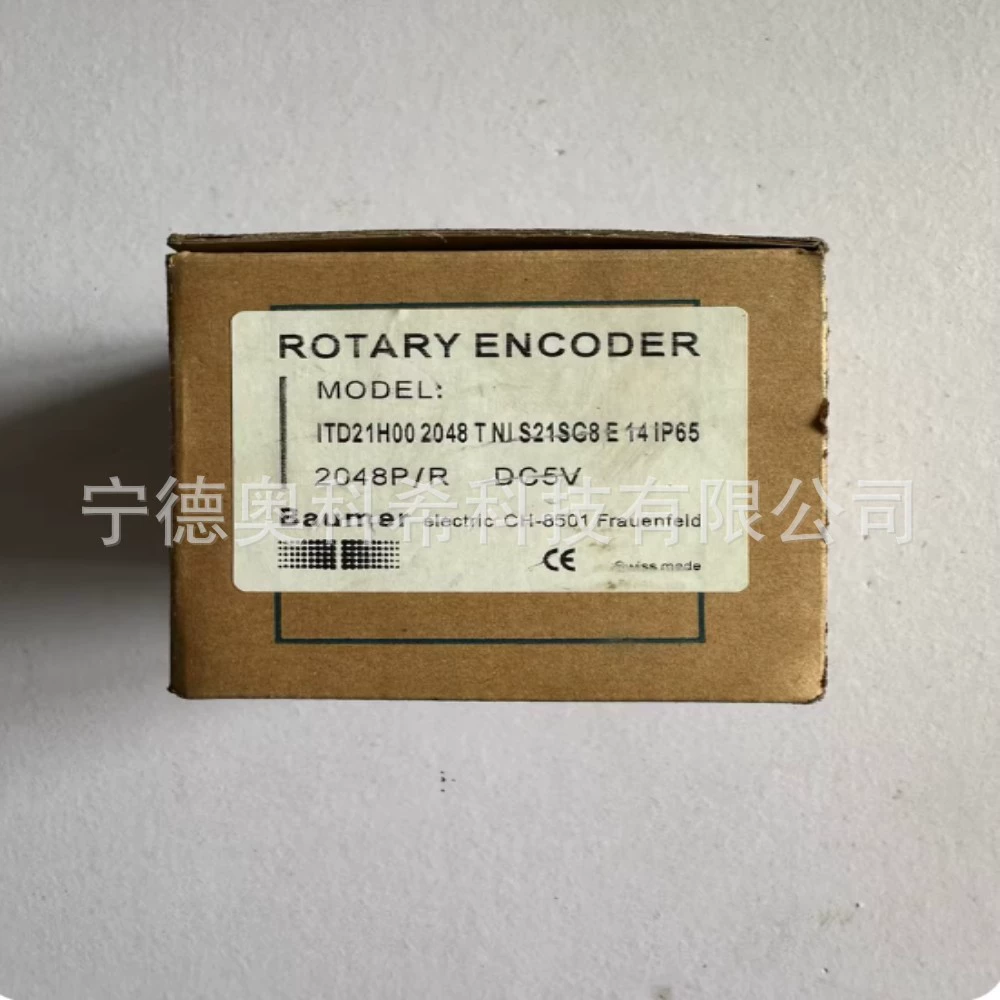 ROTARY ENCODER
MODEL:
ITD21H00 2048 T NI S21SG8 E 14 IP65
2048P/R DC5V
宁德奥科希科技有限公司
Baumer electric CH-8501 Frauenfeld
CE Swiss made